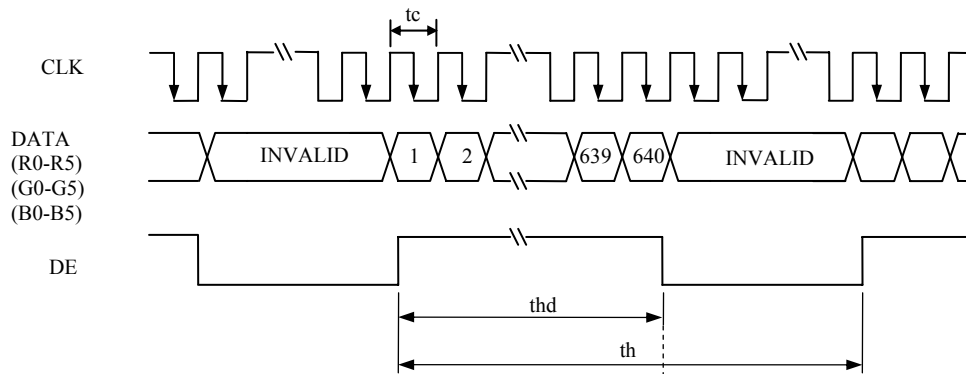 tc
CLK
DATA
(R0-R5)
(G0-G5)
(B0-B5)
INVALID 1 2 639 640 INVALID
DE
thd
th